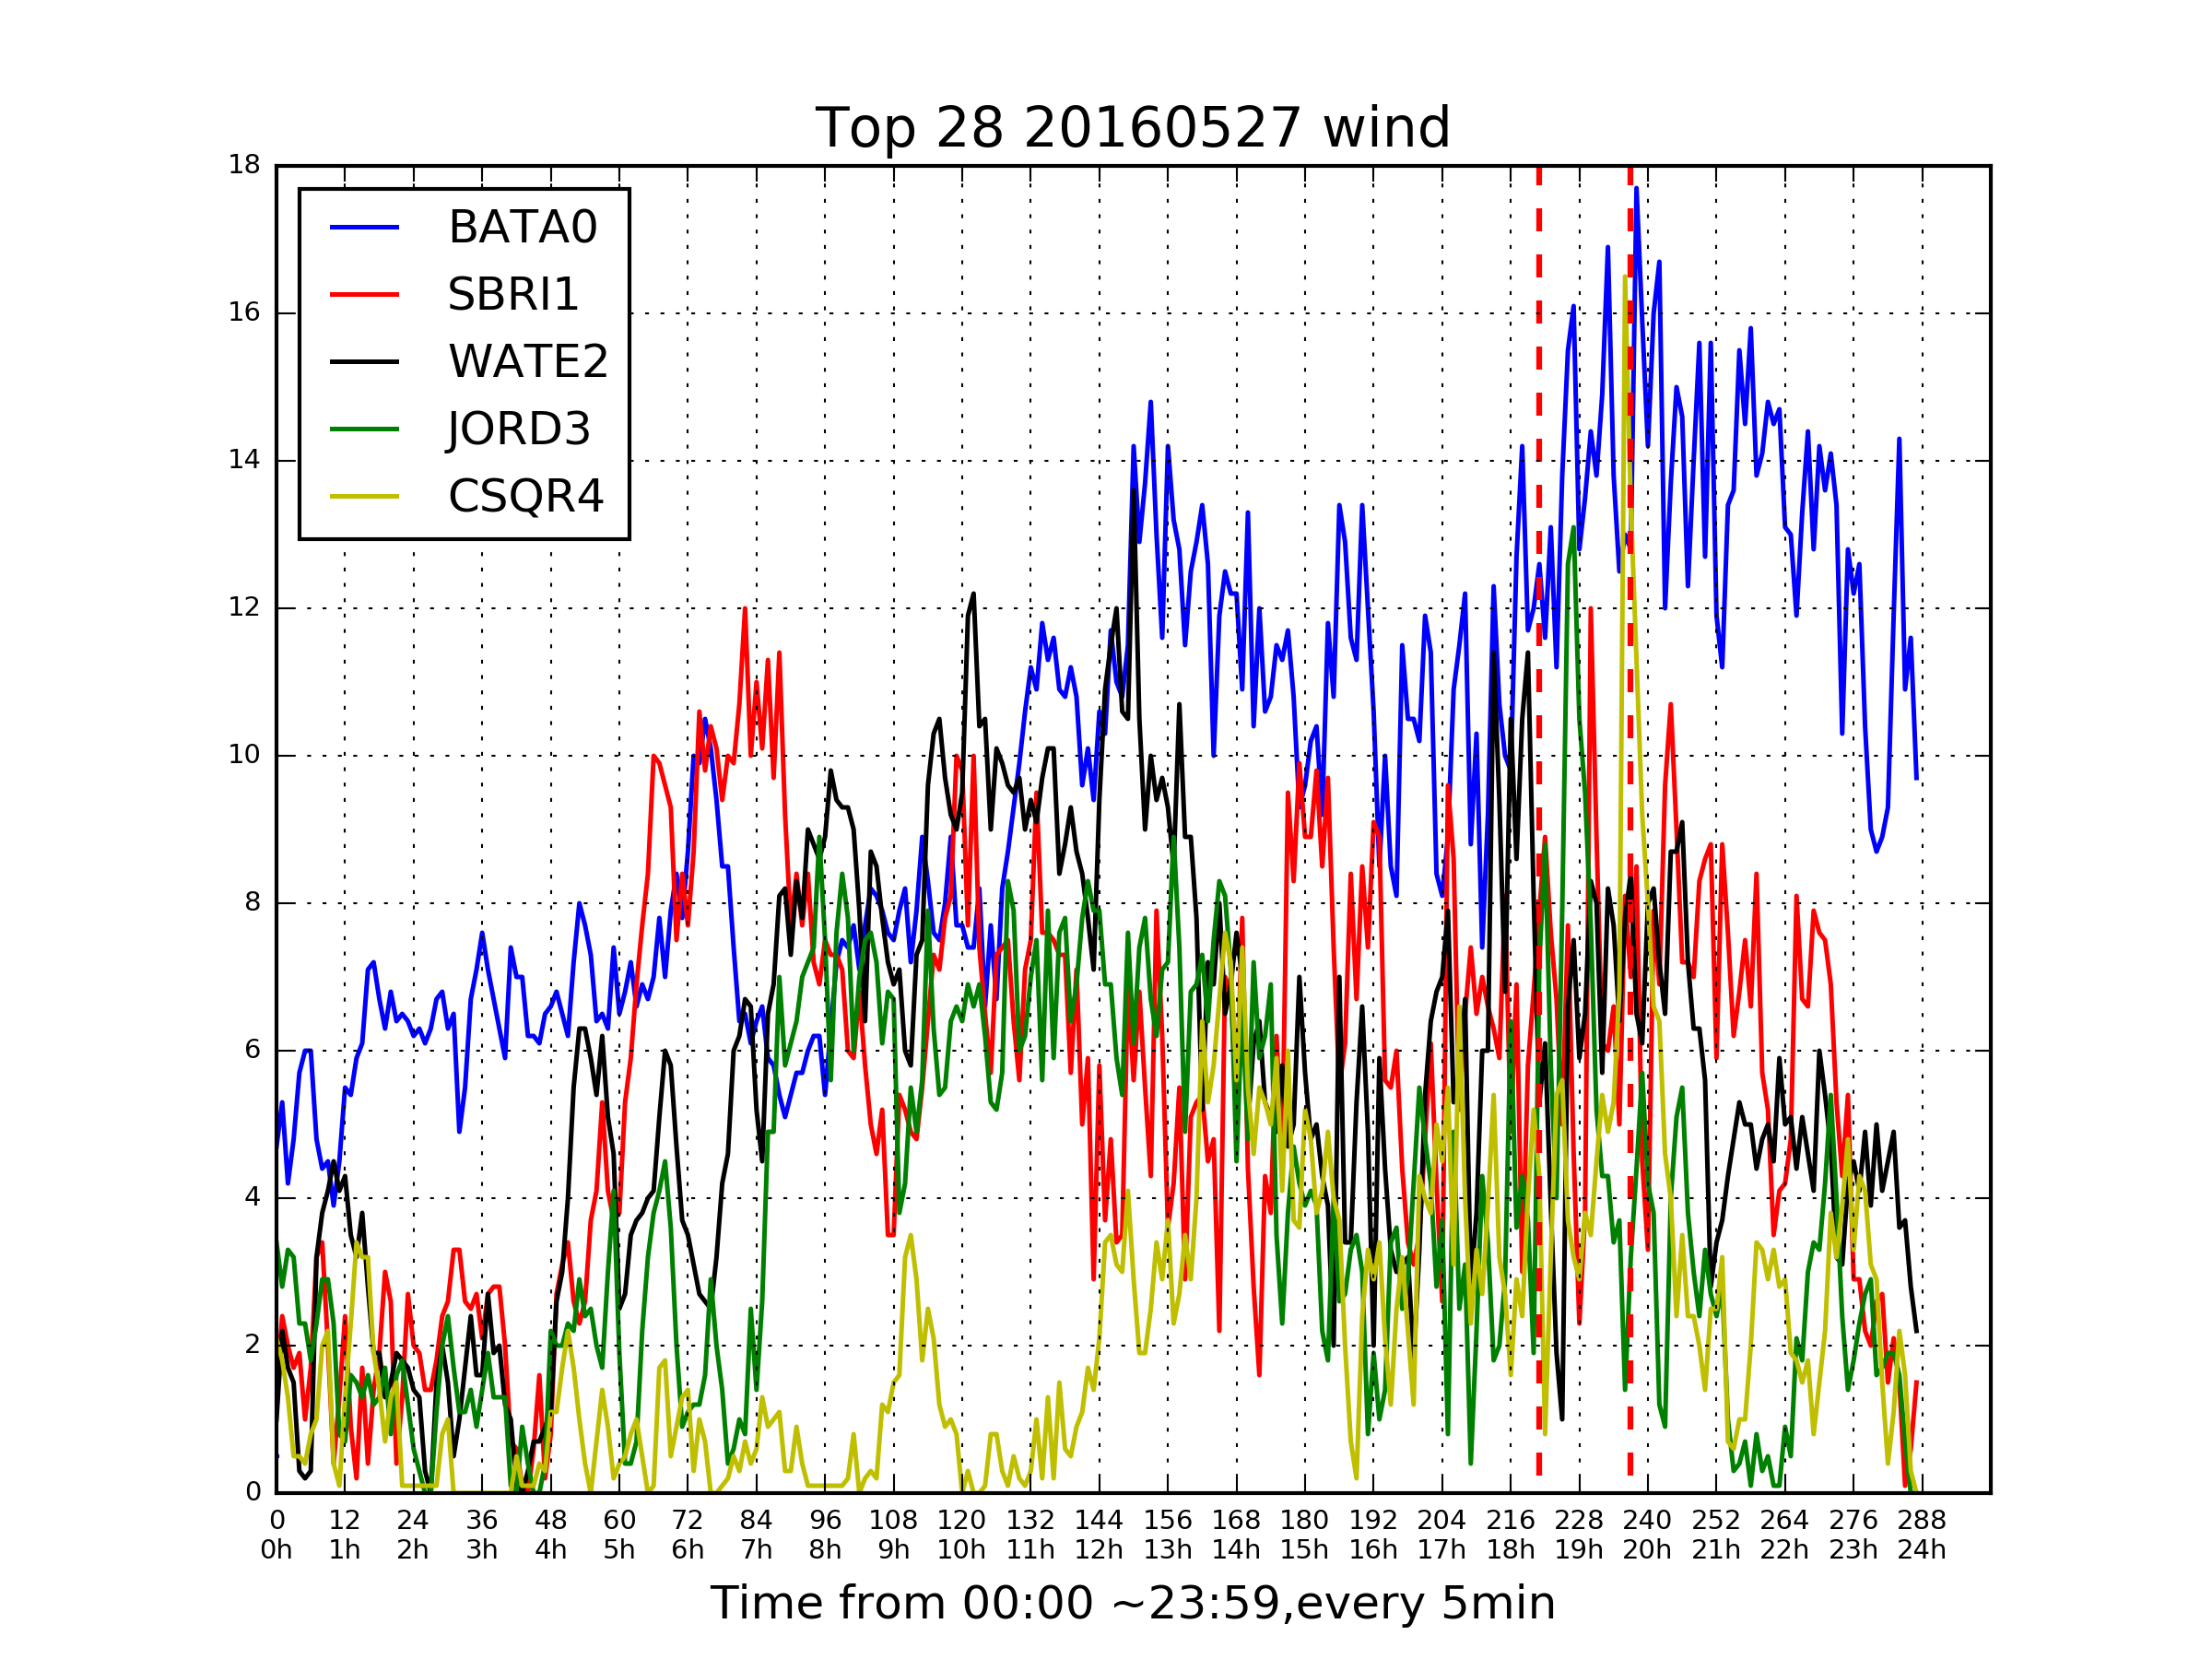 Top 28 20160527 wind
18
16
14
12
10
8
6
4
2
0
BATA0
SBRI1
WATE2
JORD3
CSQR4
0 12 24 36 48 60 72 84 96 108 120 132 144 156 168 180 192 204 216 228 240 252 264 276 288
0h 1h 2h 3h 4h 5h 6h 7h 8h 9h 10h 11h 12h 13h 14h 15h 16h 17h 18h 19h 20h 21h 22h 23h 24h
Time from 00:00 ~23:59,every 5min